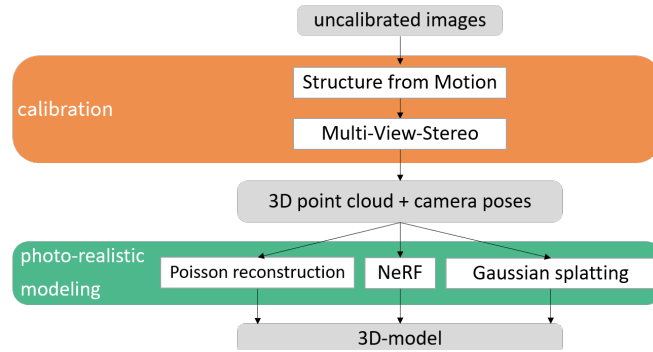 uncalibrated images
Structure from Motion
calibration
Multi-View-Stereo
3D point cloud + camera poses
photo-realistic
modeling
Poisson reconstruction
NeRF
Gaussian splatting
3D-model